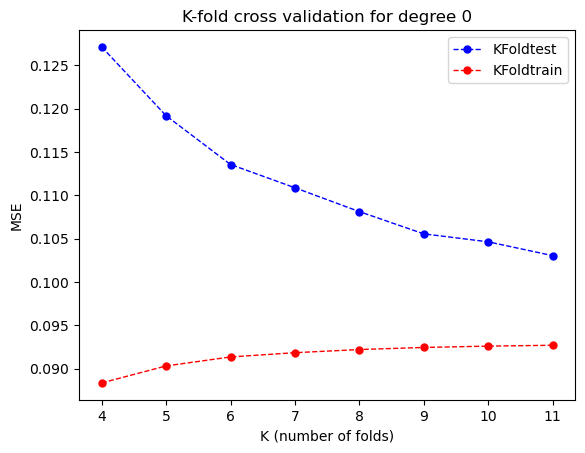 K-fold cross validation for degree 0
KFoldtest
KFoldtrain
MSE
0.125
0.120
0.115
0.110
0.105
0.100
0.095
0.090
4 5 6 7 8 9 10 11
K (number of folds)